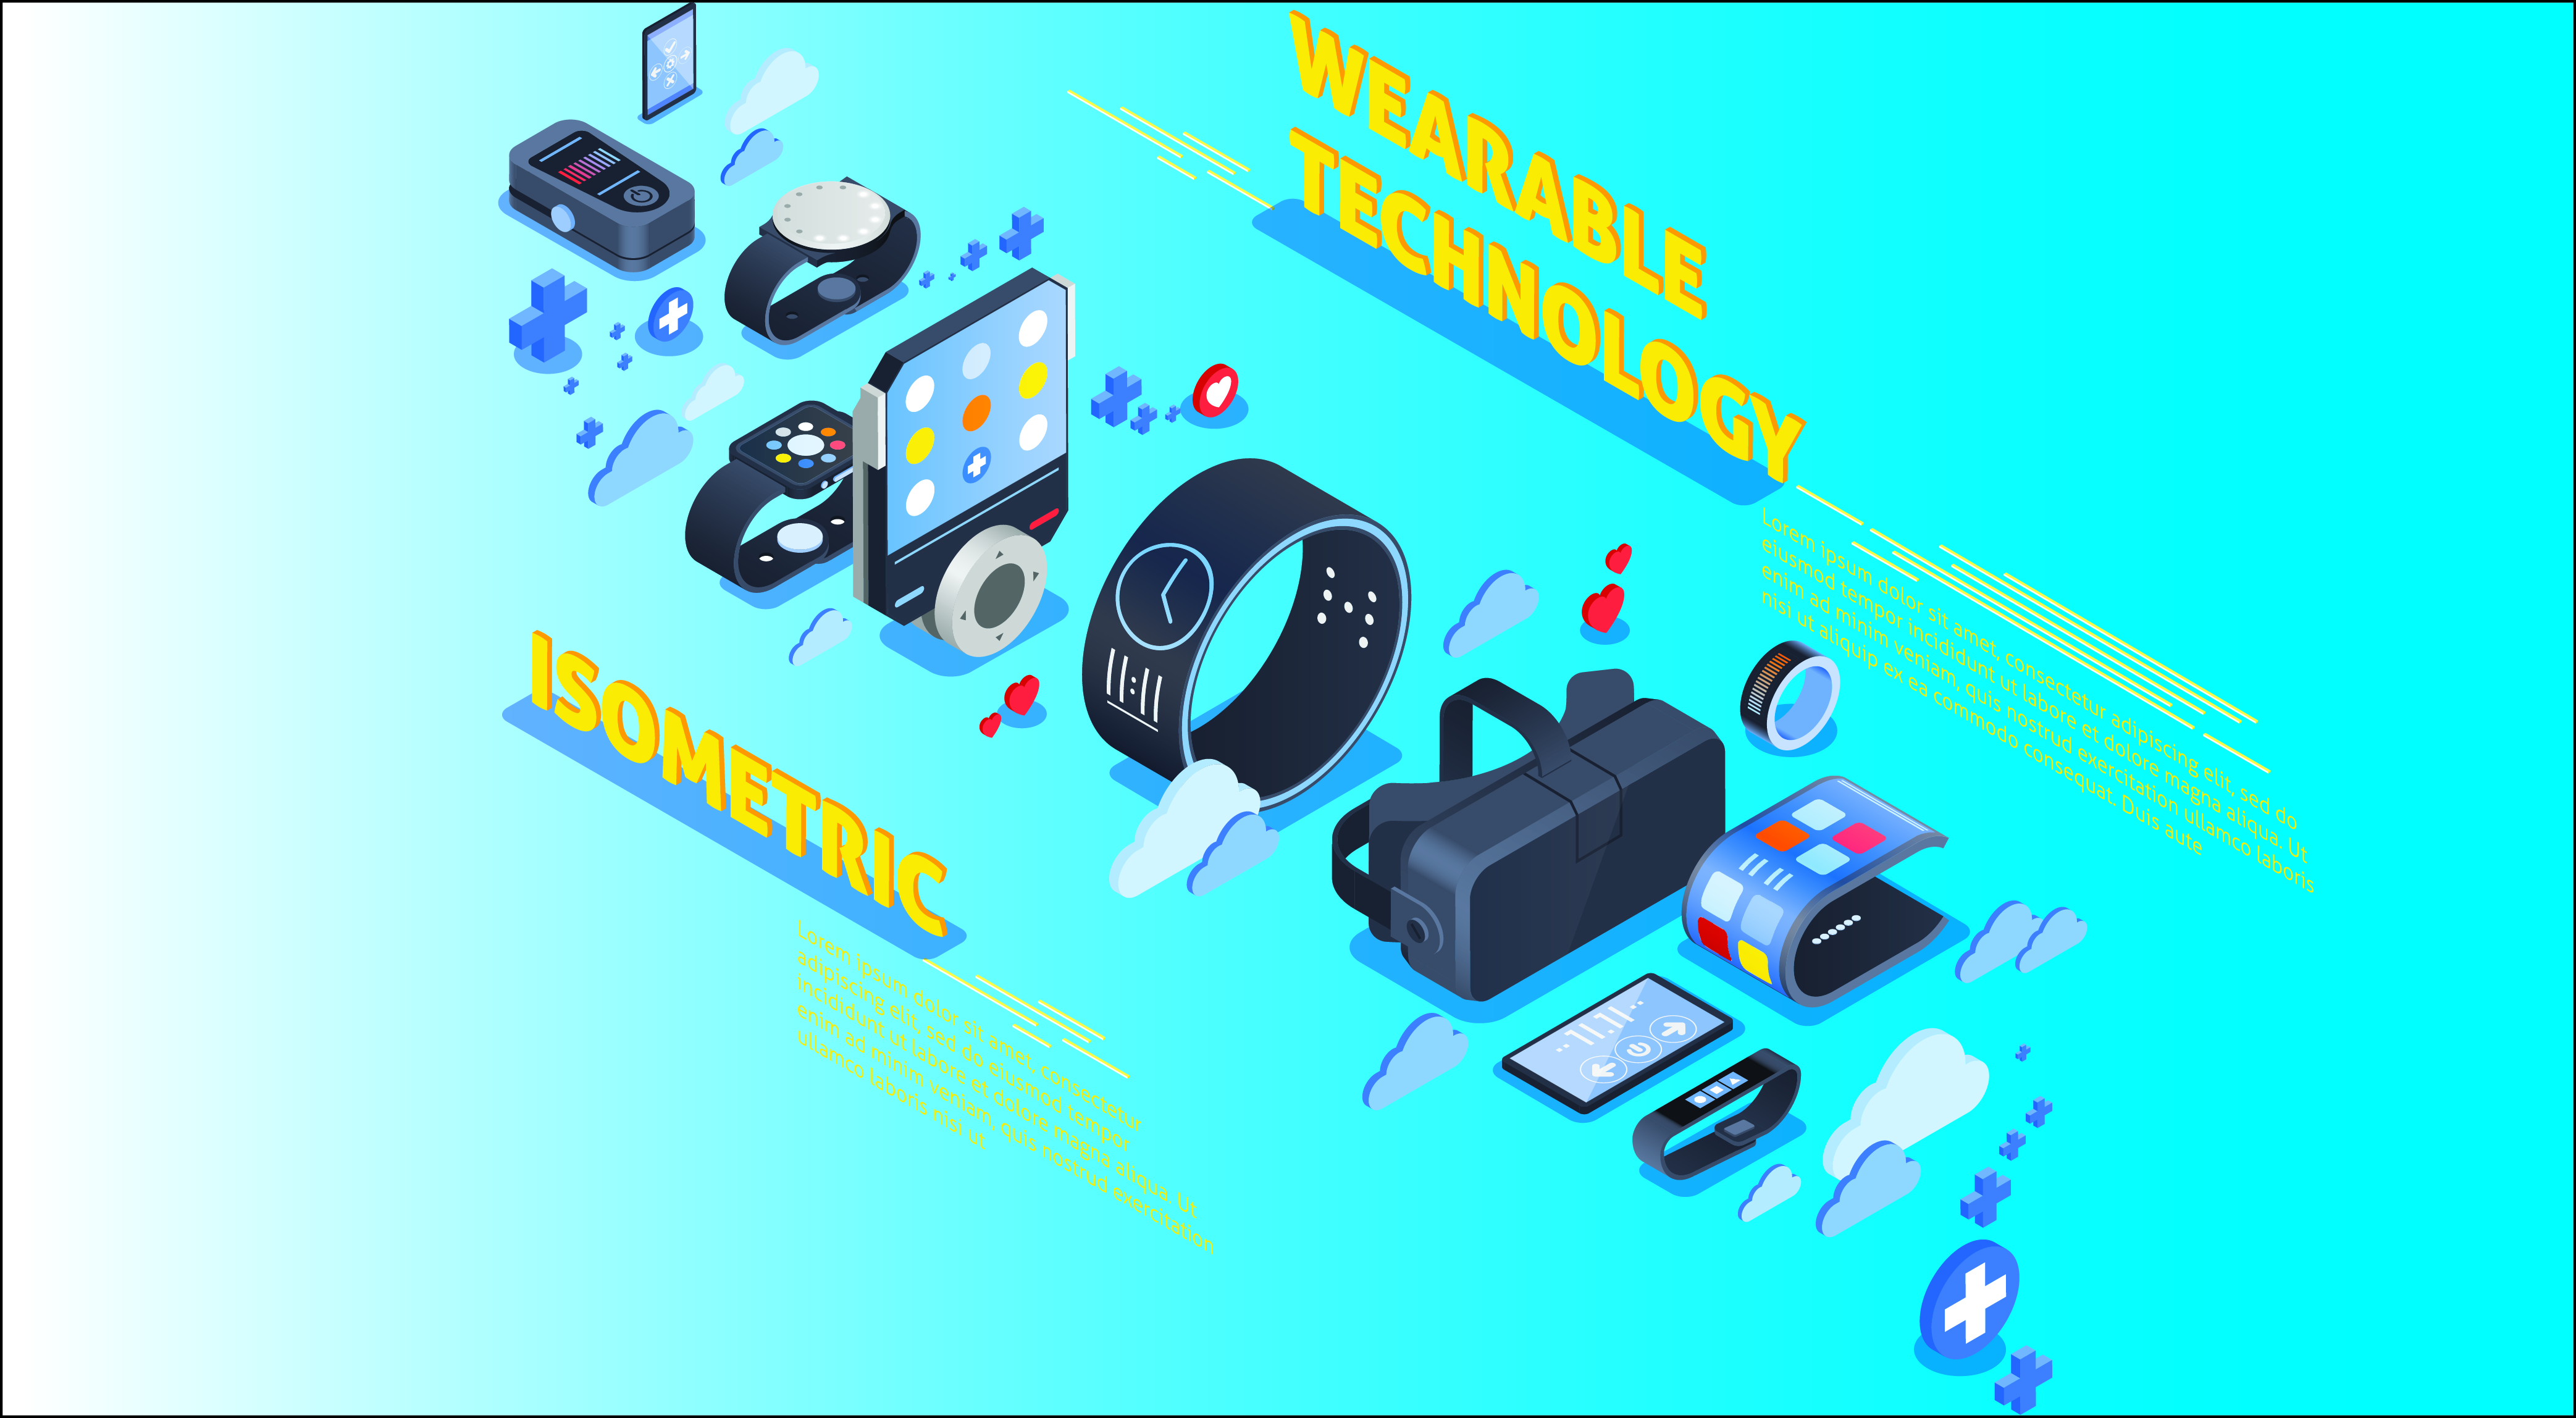 WEARABLE
TECHNOLOGY
Lorem ipsum dolor sit amet, consectetur adipiscing elit, sed do
eiusmod tempor incididunt ut labore et dolore magna aliqua. Ut
enim ad minim veniam, quis nostrud exercitation ullamco laboris
nisi ut aliquip ex ea commodo consequat. Duis aute
11:11
ISOMETRIC
Lorem ipsum dolor sit amet, consectetur
adipiscing elit, sed do eiusmod tempor
incididunt ut labore et dolore magna aliqua. Ut
enim ad minim veniam, quis nostrud exercitation
ullamco laboris nisi ut